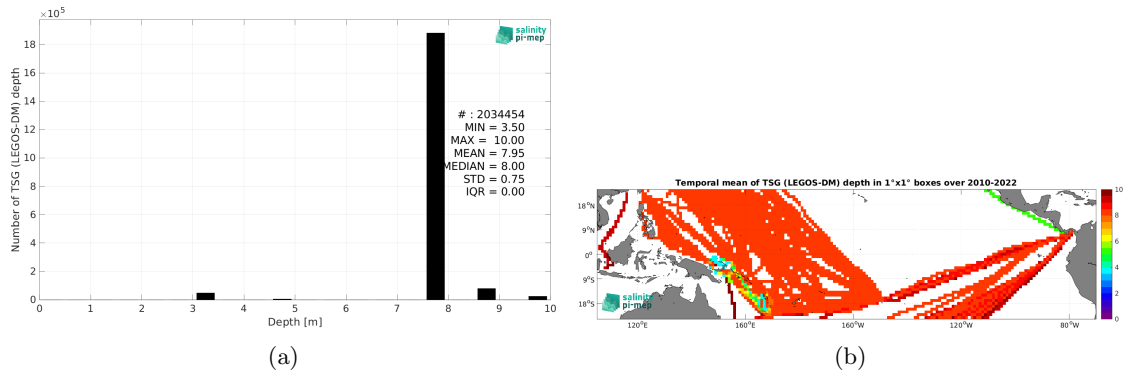 ×10⁵
18
16
14
12
10
8
6
4
2
0
Number of TSG (LEGOS-DM) depth
salinity
pi-mep
# : 2034454
MIN = 3.50
MAX = 10.00
MEAN = 7.95
MEDIAN = 8.00
STD = 0.75
IQR = 0.00
0 1 2 3 4 5 6 7 8 9 10
Depth [m]
(a)
Temporal mean of TSG (LEGOS-DM) depth in 1°x1° boxes over 2010-2022
18°N
9°N
0°
9°S
18°S
salinity
pi-mep
120°E 160°E 160°W 120°W 80°W
10
8
6
4
2
0
(b)